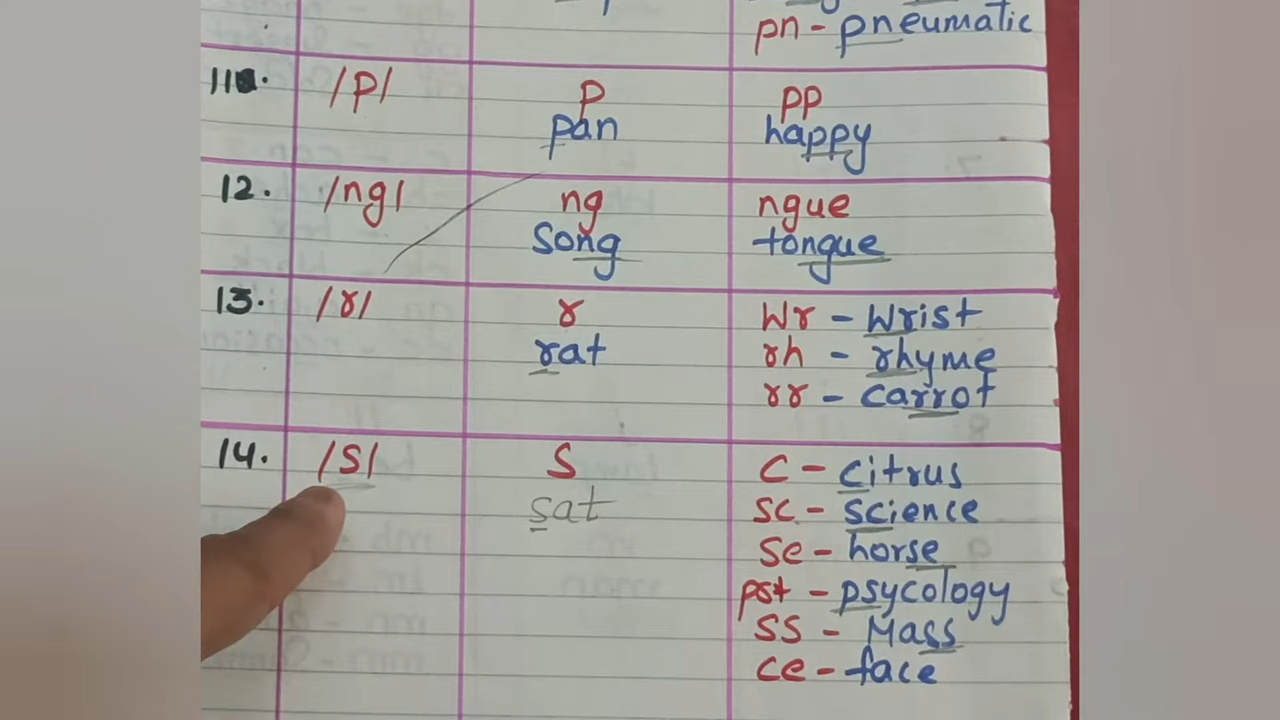 pn - pneumatic
11. /p/ p pp
pan happy
12. /ng/ ng ngue
song tongue
13. /r/ r wr - wrist
rat rh - rhyme
rr - carrot
14. /s/ s c - citrus
sat sc - science
se - horse
pst - psycology
ss - Mass
ce - face